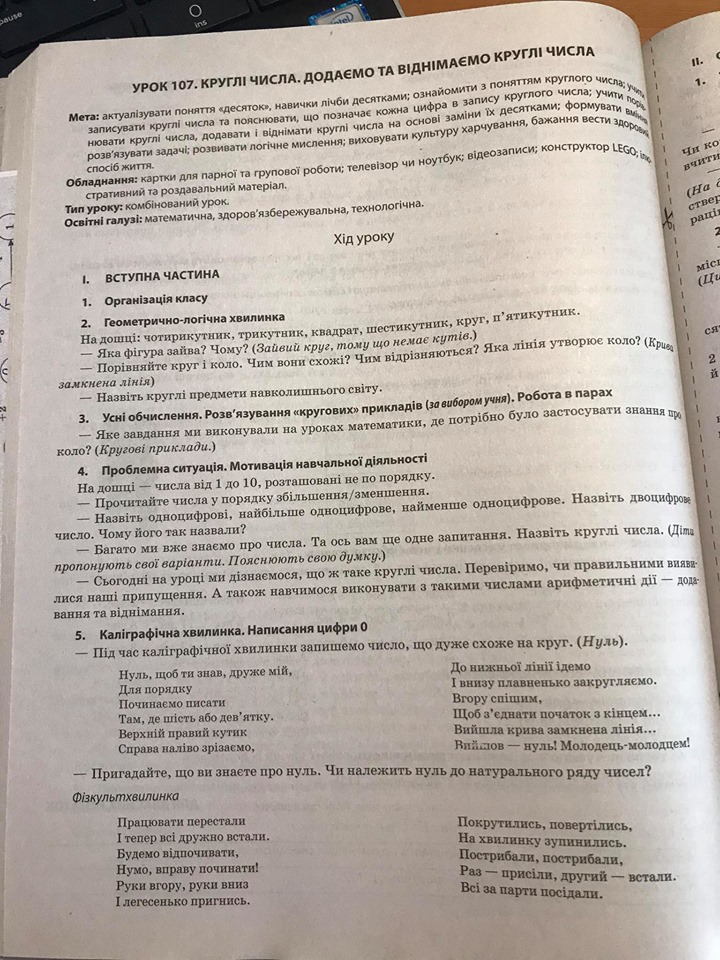 pause
ins
intel
УРОК 107. КРУГЛІ ЧИСЛА. ДОДАЄМО ТА ВІДНІМАЄМО КРУГЛІ ЧИСЛА
Мета: актуалізувати поняття «десяток», навички лічби десятками; ознайомити з поняттям круглого числа; учити
записувати круглі числа та пояснювати, що позначає кожна цифра в запису круглого числа; учити порів-
нювати круглі числа, додавати і віднімати круглі числа на основі заміни їх десятками; формувати вміння
розв'язувати задачі; розвивати логічне мислення; виховувати культуру харчування, бажання вести здоровий
спосіб життя.
Обладнання: картки для парної та групової роботи; телевізор чи ноутбук; відеозаписи; конструктор LEGO; ілю-
стративний та роздавальний матеріал.
Тип уроку: комбінований урок.
Освітні галузі: математична, здоров'язбережувальна, технологічна.
Хід уроку
І. ВСТУПНА ЧАСТИНА
1. Організація класу
2. Геометрично-логічна хвилинка
На дошці: чотирикутник, трикутник, квадрат, шестикутник, круг, п'ятикутник.
— Яка фігура зайва? Чому? (Зайвий круг, тому що немає кутів.)
— Порівняйте круг і коло. Чим вони схожі? Чим відрізняються? Яка лінія утворює коло? (Крива
замкнена лінія)
— Назвіть круглі предмети навколишнього світу.
3. Усні обчислення. Розв'язування «кругових» прикладів (за вибором учня). Робота в парах
— Яке завдання ми виконували на уроках математики, де потрібно було застосувати знання про
коло? (Кругові приклади.)
4. Проблемна ситуація. Мотивація навчальної діяльності
На дошці — числа від 1 до 10, розташовані не по порядку.
— Прочитайте числа у порядку збільшення/зменшення.
— Назвіть одноцифрові, найбільше одноцифрове, найменше одноцифрове. Назвіть двоцифрове
число. Чому його так назвали?
— Багато ми вже знаємо про числа. Та ось вам ще одне запитання. Назвіть круглі числа. (Діти
пропонують свої варіанти. Пояснюють свою думку.)
— Сьогодні на уроці ми дізнаємося, що ж таке круглі числа. Перевіримо, чи правильними вияви-
лися наші припущення. А також навчимося виконувати з такими числами арифметичні дії — дода-
вання та віднімання.
5. Каліграфічна хвилинка. Написання цифри 0
— Під час каліграфічної хвилинки запишемо число, що дуже схоже на круг. (Нуль).
Нуль, щоб ти знав, друже мій,
Для порядку
Починаємо писати
Там, де шість або дев'ятку.
Верхній правий кутик
Справа наліво зрізаємо,
До нижньої лінії ідемо
І внизу плавненько закругляємо.
Вгору спішим,
Щоб з'єднати початок з кінцем...
Вийшла крива замкнена лінія...
Вийшов — нуль! Молодець-молодцем!
— Пригадайте, що ви знаєте про нуль. Чи належить нуль до натурального ряду чисел?
Фізкультхвилинка
Працювати перестали
І тепер всі дружно встали.
Будемо відпочивати,
Нумо, вправу починати!
Руки вгору, руки вниз
І легесенько пригнись.
Покрутились, повертілись,
На хвилинку зупинились.
Пострибали, пострибали,
Раз — присіли, другий — встали.
Всі за парти посідали.
ІІ.
1.
Чи
вчити
(На
2